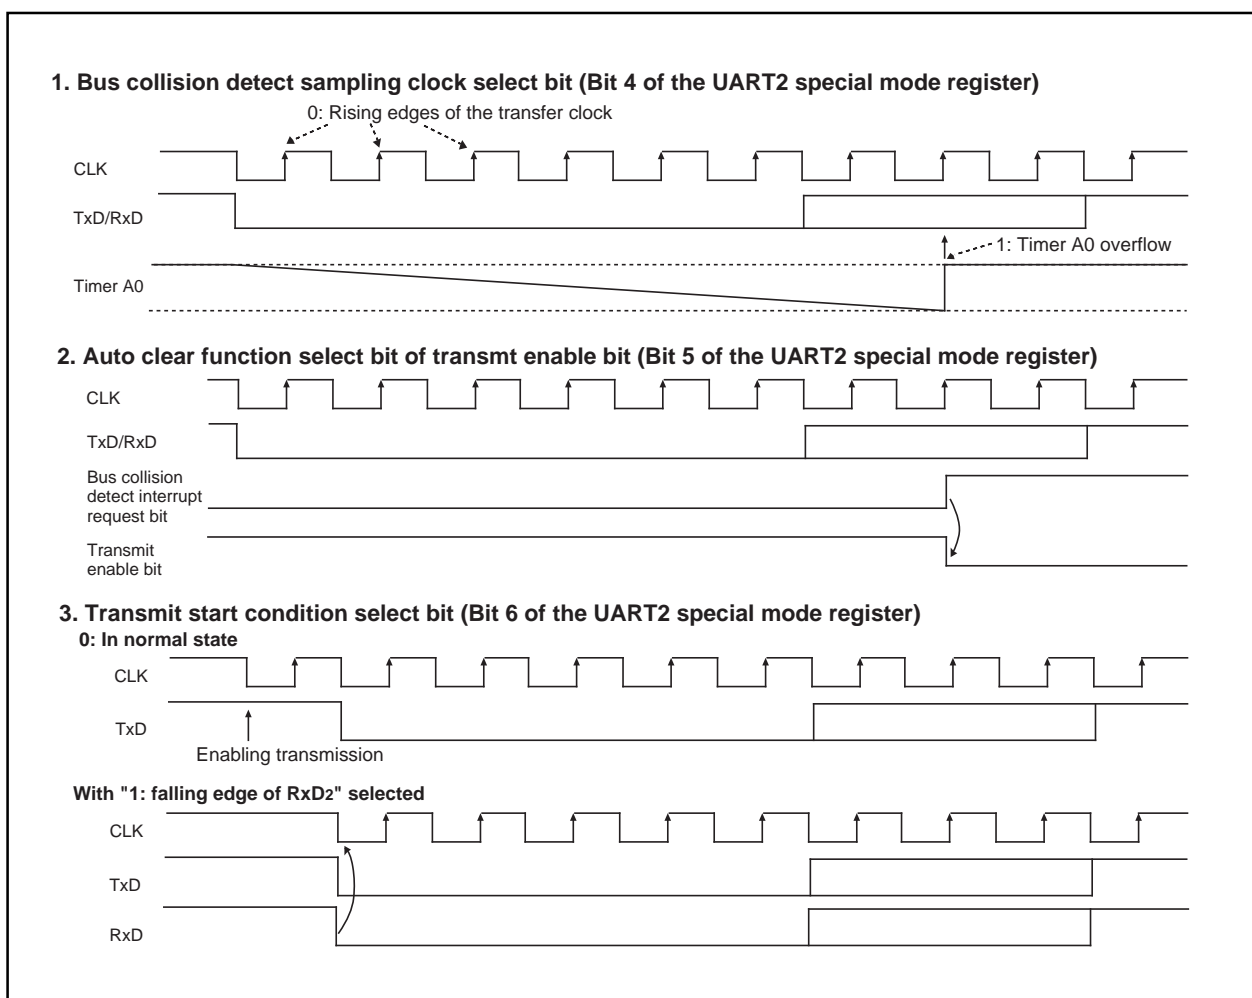 1. Bus collision detect sampling clock select bit (Bit 4 of the UART2 special mode register)
0: Rising edges of the transfer clock
CLK
TxD/RxD
1: Timer A0 overflow
Timer A0
2. Auto clear function select bit of transmt enable bit (Bit 5 of the UART2 special mode register)
CLK
TxD/RxD
Bus collision
detect interrupt
request bit
Transmit
enable bit
3. Transmit start condition select bit (Bit 6 of the UART2 special mode register)
0: In normal state
CLK
TxD
Enabling transmission
With "1: falling edge of RxD2" selected
CLK
TxD
RxD